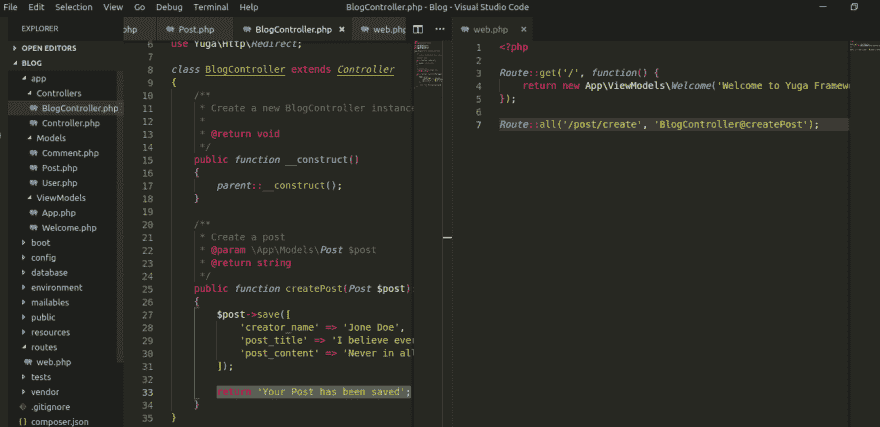 File Edit Selection View Go Debug Terminal Help BlogController.php - Blog - Visual Studio Code
EXPLORER
OPEN EDITORS
BLOG
app
Controllers
BlogController.php
Controller.php
Models
Comment.php
Post.php
User.php
ViewModels
App.php
Welcome.php
boot
config
database
environment
mailables
public
resources
routes
web.php
tests
vendor
.gitignore
composer.json
php Post.php BlogController.php web.p
6 use Yuga\Http\Redirect;
7
8 class BlogController extends Controller
9 {
10 /**
11 * Create a new BlogController instance
12 *
13 * @return void
14 */
15 public function __construct()
16 {
17 parent::__construct();
18 }
19
20 /**
21 * Create a post
22 * @param \App\Models\Post $post
23 * @return string
24 */
25 public function createPost(Post $post)
26 {
27 $post->save([
28 'creator_name' => 'Jone Doe',
29 'post_title' => 'I believe ever
30 'post_content' => 'Never in all
31 ]);
32
33 return 'Your Post has been saved';
34 }
35 }
web.php
1 <?php
2
3 Route::get('/', function() {
4 return new App\ViewModels\Welcome('Welcome to Yuga Framew
5 });
6
7 Route::all('/post/create', 'BlogController@createPost');